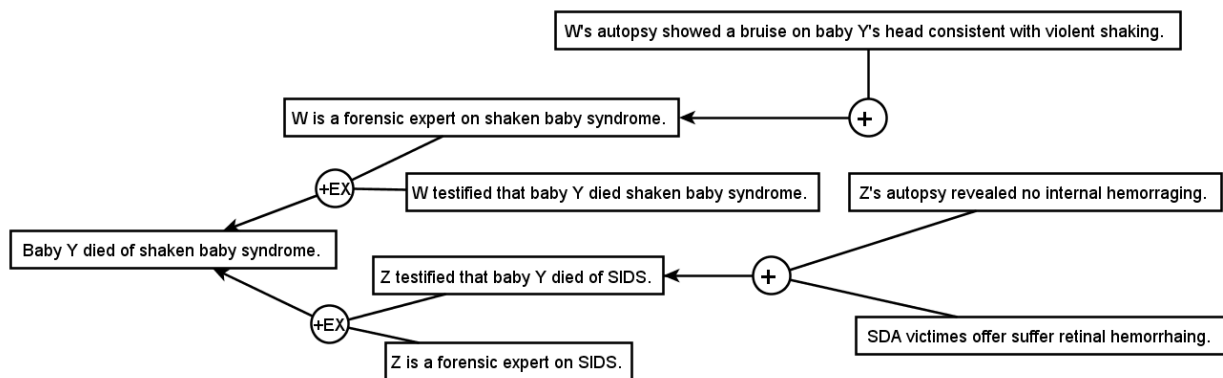 W's autopsy showed a bruise on baby Y's head consistent with violent shaking.
W is a forensic expert on shaken baby syndrome.
+
+EX
W testified that baby Y died shaken baby syndrome.
Z's autopsy revealed no internal hemorraging.
Baby Y died of shaken baby syndrome.
Z testified that baby Y died of SIDS.
+
+EX
SDA victims offer suffer retinal hemorrhaing.
Z is a forensic expert on SIDS.